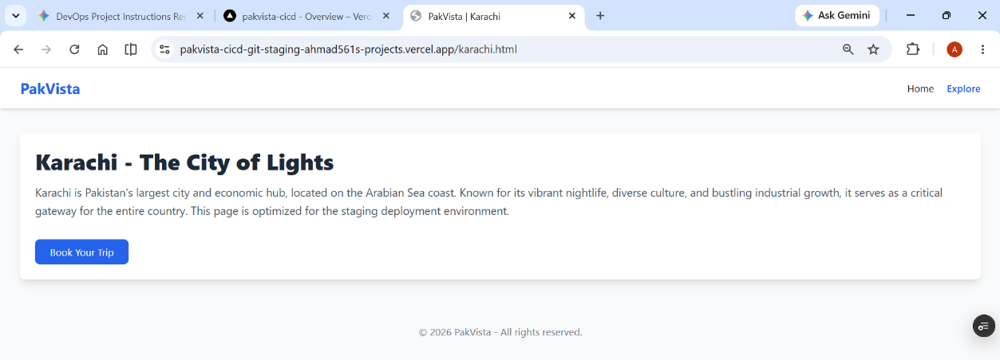 DevOps Project Instructions Rec
pakvista-cicd - Overview – Verce
PakVista | Karachi
Ask Gemini
pakvista-cicd-git-staging-ahmad561s-projects.vercel.app/karachi.html
A
PakVista
Home
Explore
Karachi - The City of Lights
Karachi is Pakistan's largest city and economic hub, located on the Arabian Sea coast. Known for its vibrant nightlife, diverse culture, and bustling industrial growth, it serves as a critical
gateway for the entire country. This page is optimized for the staging deployment environment.
Book Your Trip
© 2026 PakVista - All rights reserved.